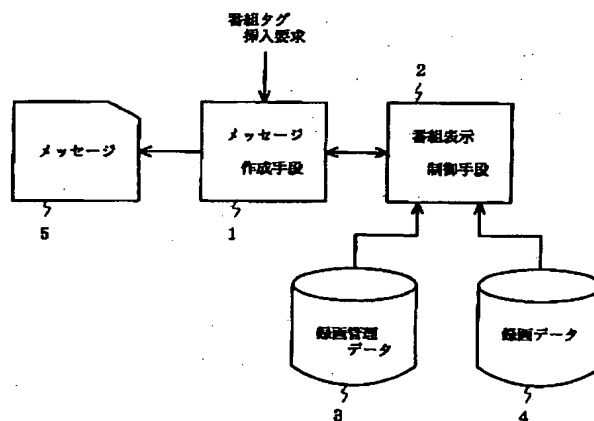 番組タグ
挿入要求
2
メッセージ
メッセージ
作成手段
番組表示
制御手段
5
1
録画管理
データ
録画データ
3
4